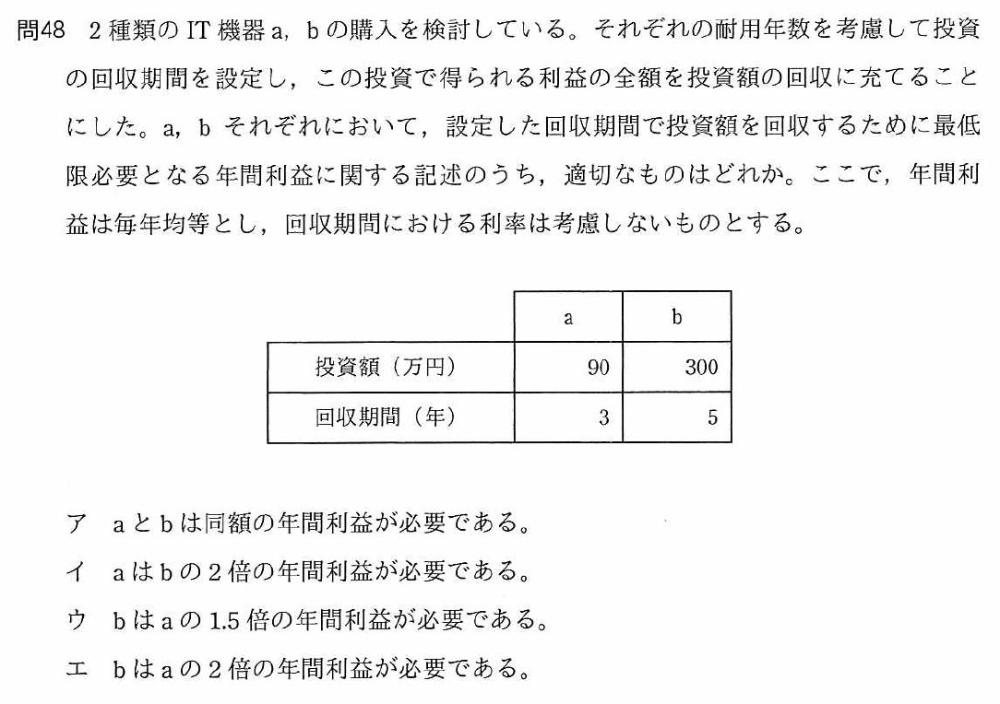 問48 2種類のIT機器a，bの購入を検討している。それぞれの耐用年数を考慮して投資
の回収期間を設定し，この投資で得られる利益の全額を投資額の回収に充てること
にした。a，bそれぞれにおいて，設定した回収期間で投資額を回収するために最低
限必要となる年間利益に関する記述のうち，適切なものはどれか。ここで，年間利
益は毎年均等とし，回収期間における利率は考慮しないものとする。
a b
投資額（万円） 90 300
回収期間（年） 3 5
ア aとbは同額の年間利益が必要である。
イ aはbの2倍の年間利益が必要である。
ウ bはaの1.5倍の年間利益が必要である。
エ bはaの2倍の年間利益が必要である。